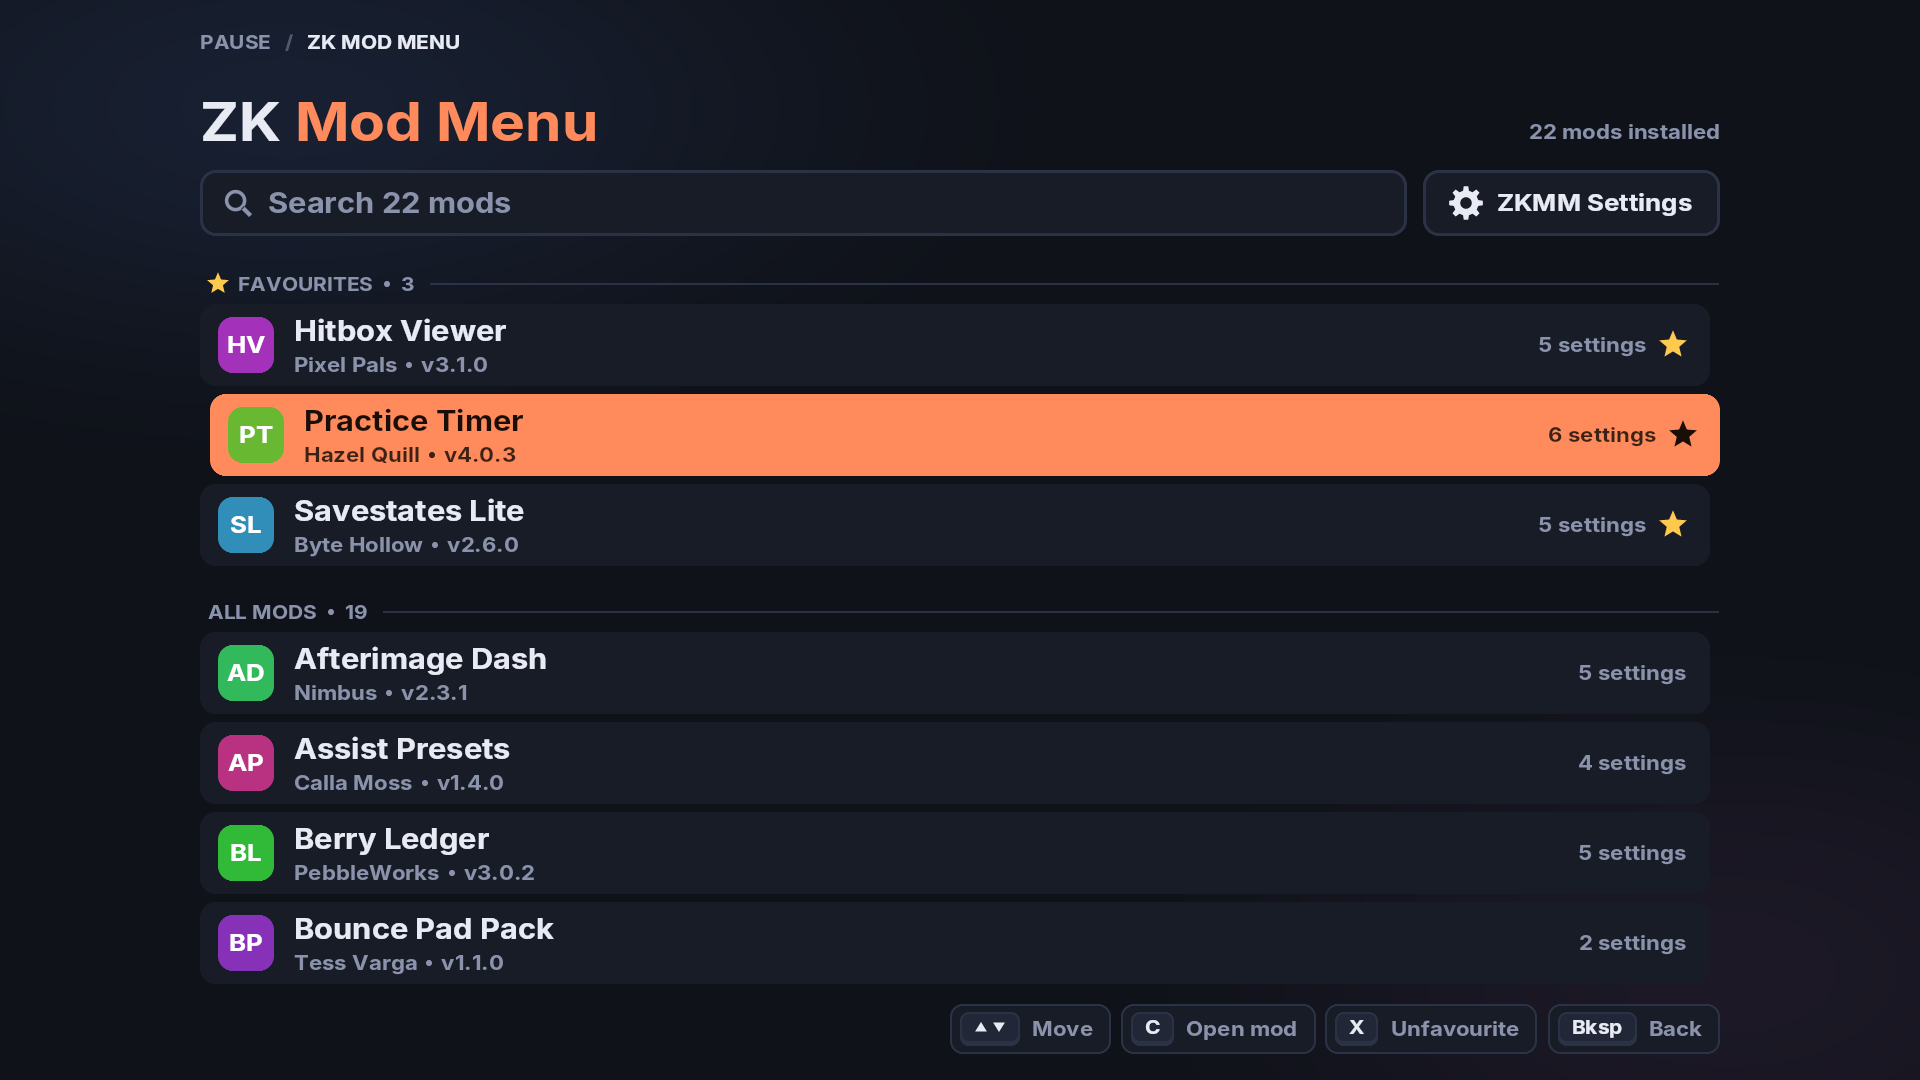 PAUSE / ZK MOD MENU
ZK Mod Menu
22 mods installed
Search 22 mods
ZKMM Settings
FAVOURITES • 3
HV
Hitbox Viewer
Pixel Pals • v3.1.0
5 settings
PT
Practice Timer
Hazel Quill • v4.0.3
6 settings
SL
Savestates Lite
Byte Hollow • v2.6.0
5 settings
ALL MODS • 19
AD
Afterimage Dash
Nimbus • v2.3.1
5 settings
AP
Assist Presets
Calla Moss • v1.4.0
4 settings
BL
Berry Ledger
PebbleWorks • v3.0.2
5 settings
BP
Bounce Pad Pack
Tess Varga • v1.1.0
2 settings
▲▼ Move
C Open mod
X Unfavourite
Bksp Back